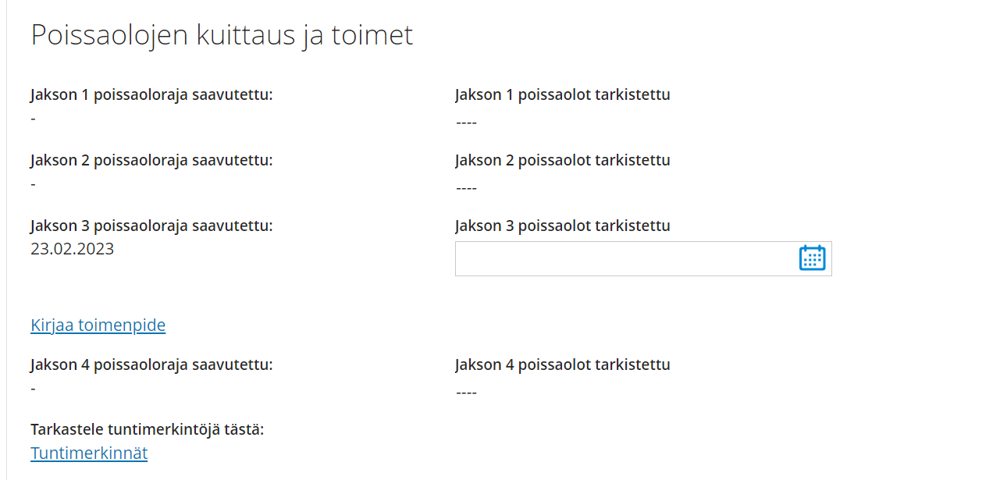 Poissaolojen kuittaus ja toimet
Jakson 1 poissaoloraja saavutettu:
-
Jakson 1 poissaolot tarkistettu
----
Jakson 2 poissaoloraja saavutettu:
-
Jakson 2 poissaolot tarkistettu
----
Jakson 3 poissaoloraja saavutettu:
23.02.2023
Jakson 3 poissaolot tarkistettu
Kirjaa toimenpide
Jakson 4 poissaoloraja saavutettu:
-
Jakson 4 poissaolot tarkistettu
----
Tarkastele tuntimerkintöjä tästä:
Tuntimerkinnät